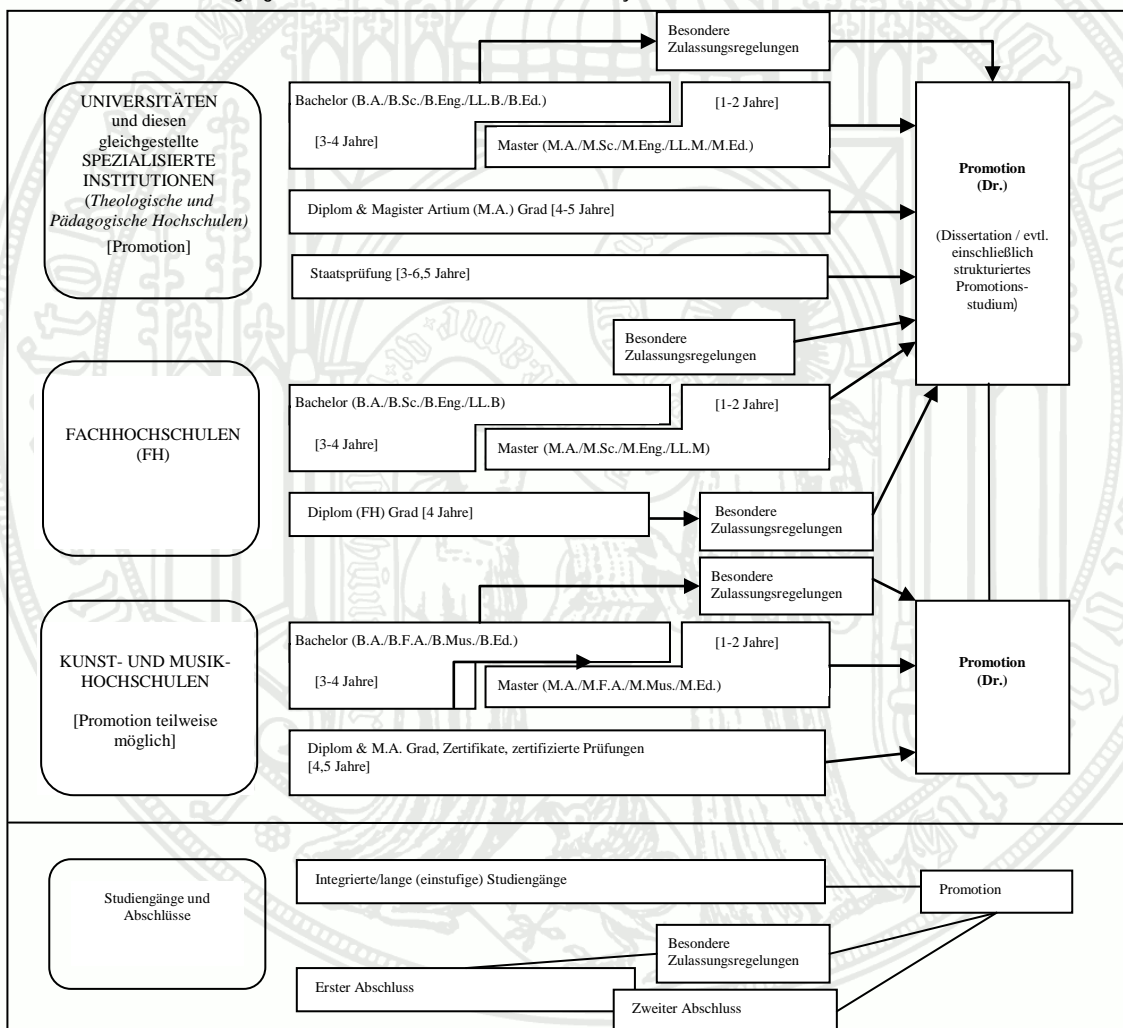 Besondere
Zulassungsregelungen
UNIVERSITÄTEN
und diesen
gleichgestellte
SPEZIALISIERTE
INSTITUTIONEN
(Theologische und
Pädagogische Hochschulen)
[Promotion]
Bachelor (B.A./B.Sc./B.Eng./LL.B./B.Ed.)
[3-4 Jahre]
[1-2 Jahre]
Master (M.A./M.Sc./M.Eng./LL.M./M.Ed.)
Diplom & Magister Artium (M.A.) Grad [4-5 Jahre]
Staatsprüfung [3-6,5 Jahre]
Promotion
(Dr.)
(Dissertation / evtl.
einschließlich
strukturiertes
Promotions-
studium)
Besondere
Zulassungsregelungen
FACHHOCHSCHULEN
(FH)
Bachelor (B.A./B.Sc./B.Eng./LL.B)
[3-4 Jahre]
[1-2 Jahre]
Master (M.A./M.Sc./M.Eng./LL.M)
Diplom (FH) Grad [4 Jahre]
Besondere
Zulassungsregelungen
Besondere
Zulassungsregelungen
KUNST- UND MUSIK-
HOCHSCHULEN
[Promotion teilweise
möglich]
Bachelor (B.A./B.F.A./B.Mus./B.Ed.)
[3-4 Jahre]
[1-2 Jahre]
Master (M.A./M.F.A./M.Mus./M.Ed.)
Diplom & M.A. Grad, Zertifikate, zertifizierte Prüfungen
[4,5 Jahre]
Promotion
(Dr.)
Studiengänge und
Abschlüsse
Integrierte/lange (einstufige) Studiengänge
Promotion
Besondere
Zulassungsregelungen
Erster Abschluss
Zweiter Abschluss